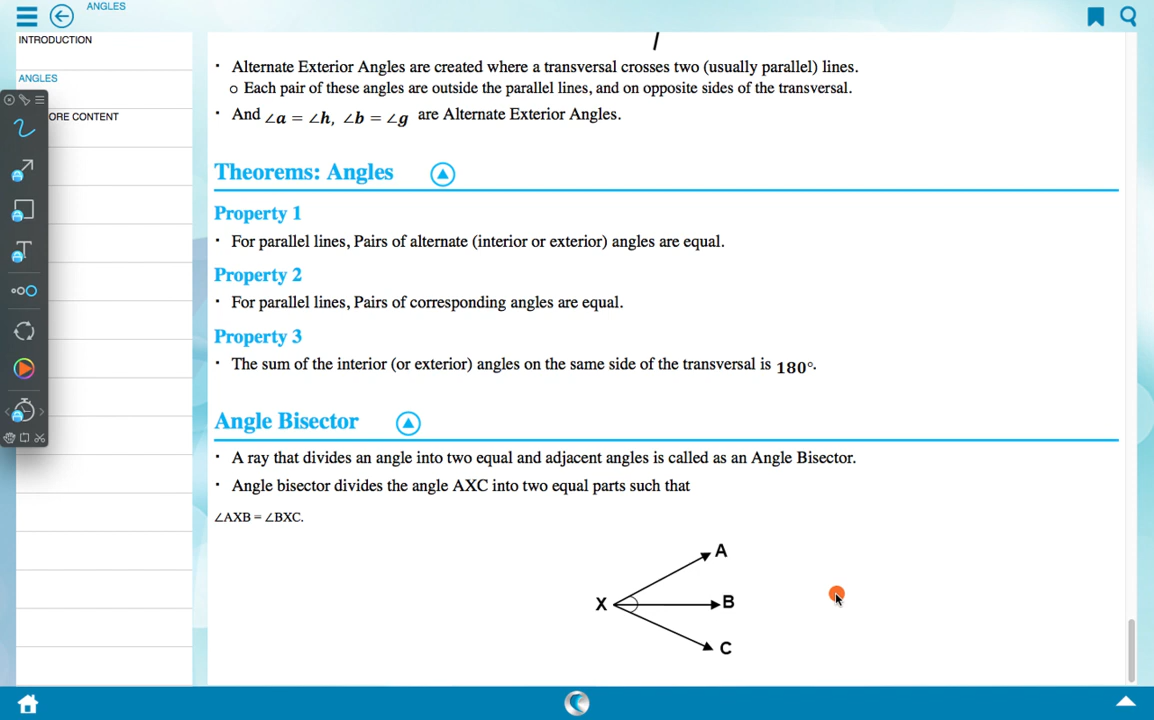 ANGLES
INTRODUCTION
ANGLES
ORE CONTENT
· Alternate Exterior Angles are created where a transversal crosses two (usually parallel) lines.
o Each pair of these angles are outside the parallel lines, and on opposite sides of the transversal.
· And ∠a = ∠h, ∠b = ∠g are Alternate Exterior Angles.
Theorems: Angles
Property 1
· For parallel lines, Pairs of alternate (interior or exterior) angles are equal.
Property 2
· For parallel lines, Pairs of corresponding angles are equal.
Property 3
· The sum of the interior (or exterior) angles on the same side of the transversal is 180°.
Angle Bisector
· A ray that divides an angle into two equal and adjacent angles is called as an Angle Bisector.
· Angle bisector divides the angle AXC into two equal parts such that
∠AXB = ∠BXC.
A
X
B
C